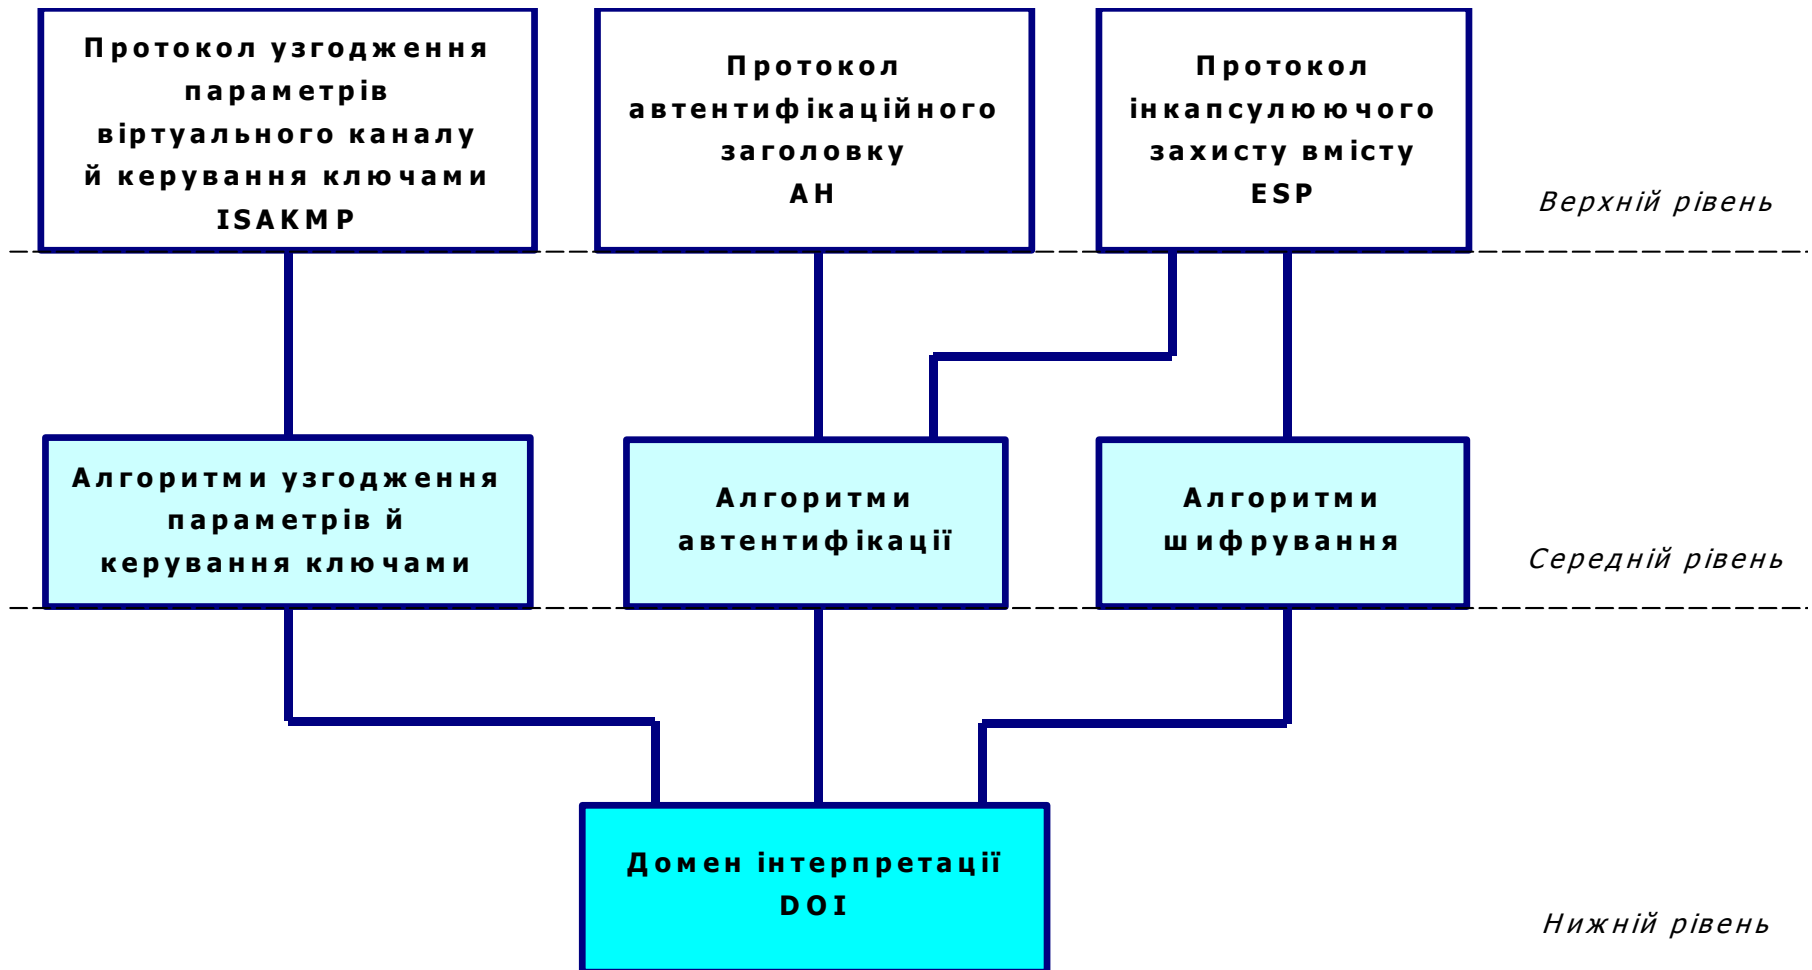 Протокол узгодження
параметрів
віртуального каналу
й керування ключами
ISAKMP
Протокол
автентифікаційного
заголовку
АН
Протокол
інкапсулюючого
захисту вмісту
ESP
Верхній рівень
Алгоритми узгодження
параметрів й
керування ключами
Алгоритми
автентифікації
Алгоритми
шифрування
Середній рівень
Домен інтерпретації
DOI
Нижній рівень